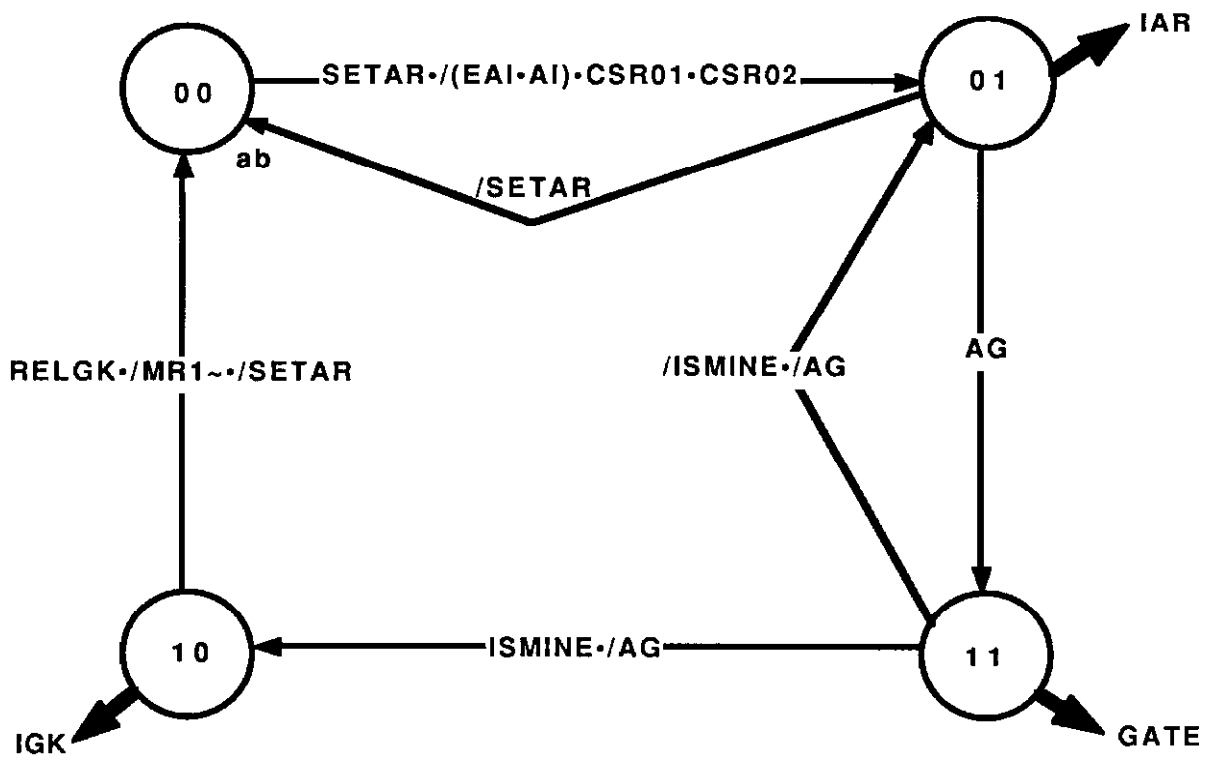 IAR
00
SETAR•/(EAI•AI)•CSR01•CSR02
01
ab
/SETAR
RELGK•/MR1~•/SETAR
/ISMINE•/AG
AG
10
ISMINE•/AG
11
IGK
GATE